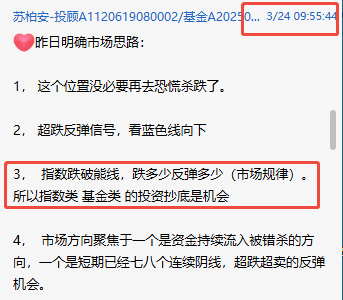 苏柏安-投顾A1120619080002/基金A20250... 3/24 09:55:44
❤昨日明确市场思路：
1， 这个位置没必要再去恐慌杀跌了。
2， 超跌反弹信号，看蓝色线向下
3， 指数跌破能线，跌多少反弹多少（市场规律）。
所以指数类 基金类 的投资抄底是机会
4， 市场方向聚焦于一个是资金持续流入被错杀的方
向，一个是短期已经七八个连续阴线，超跌超卖的反弹
机会。